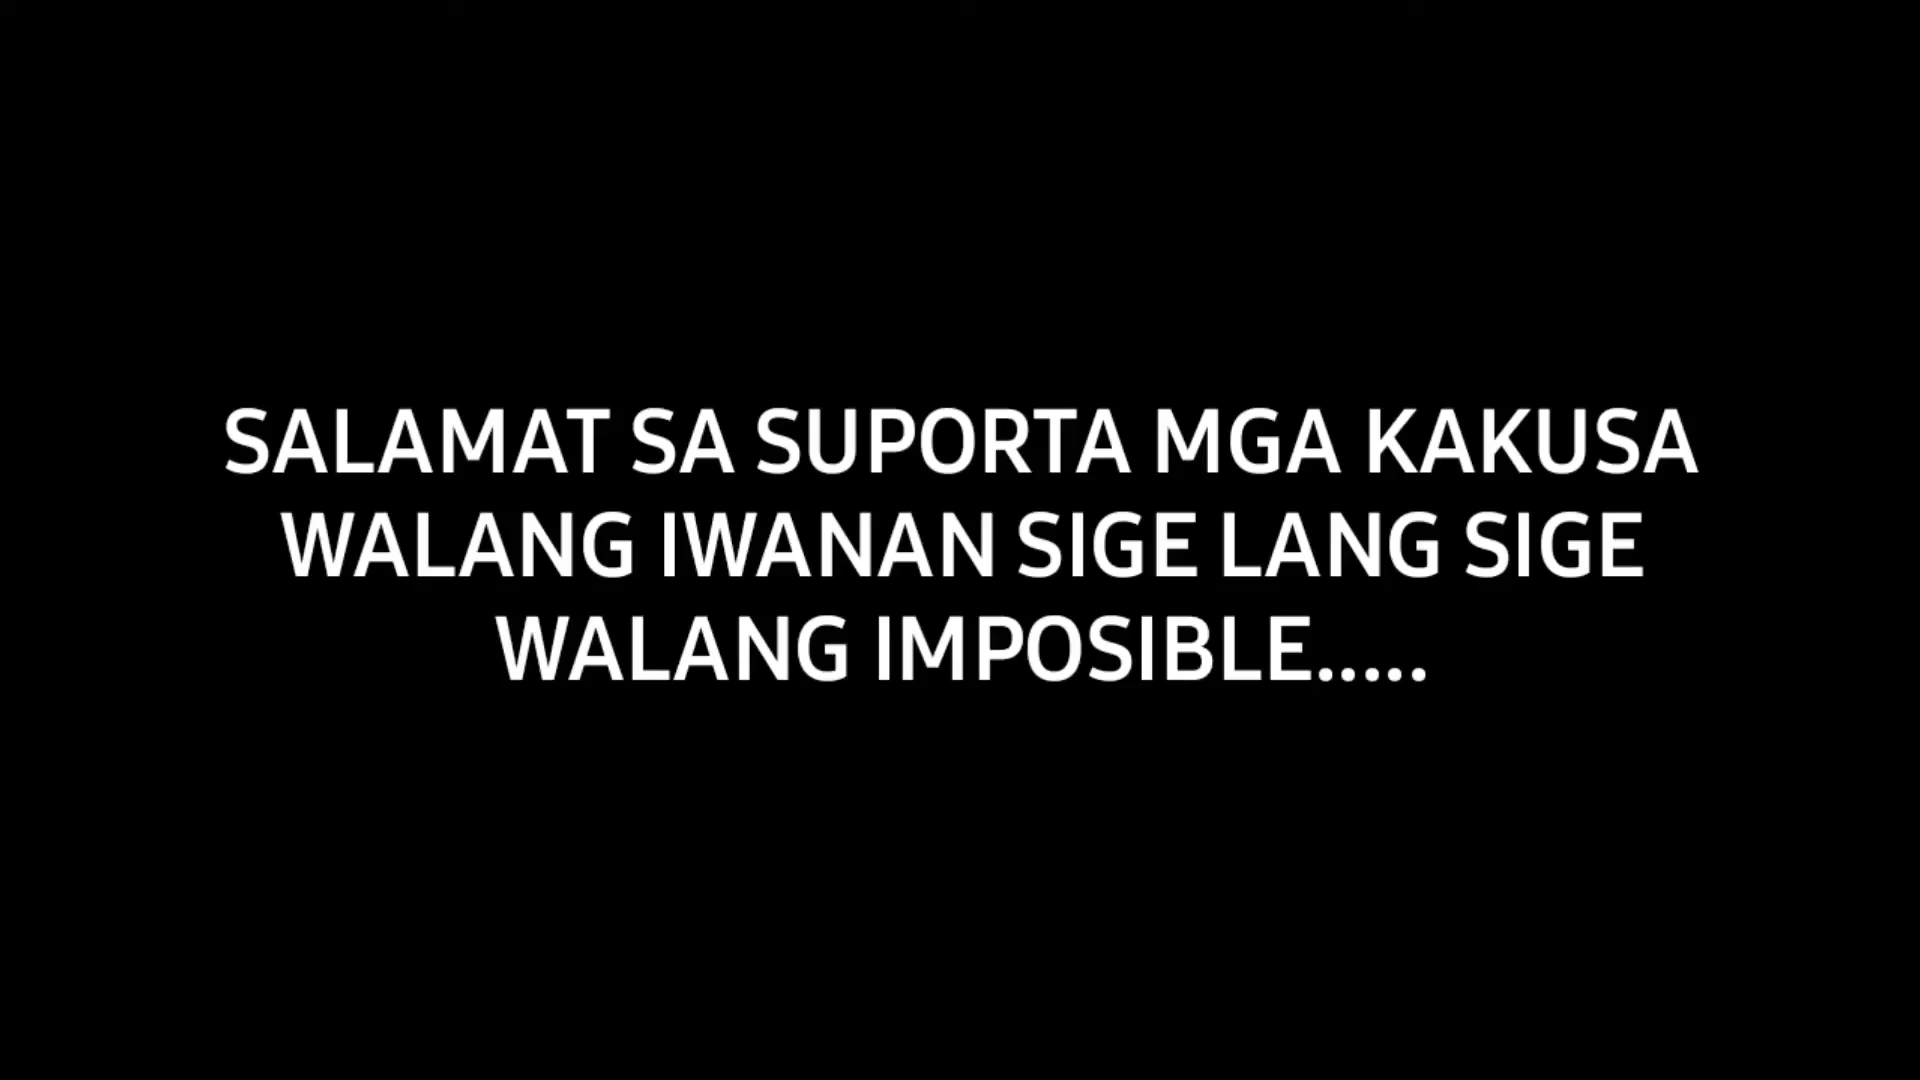 SALAMAT SA SUPORTA MGA KAKUSA
WALANG IWANAN SIGE LANG SIGE
WALANG IMPOSIBLE.....